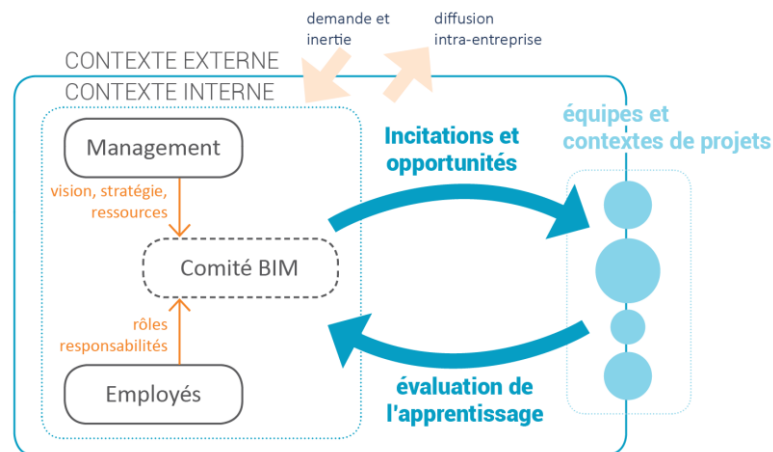 demande et
inertie
diffusion
intra-entreprise
CONTEXTE EXTERNE
CONTEXTE INTERNE
Management
vision, stratégie,
ressources
Comité BIM
rôles
responsabilités
Employés
Incitations et
opportunités
évaluation de
l'apprentissage
équipes et
contextes de projets